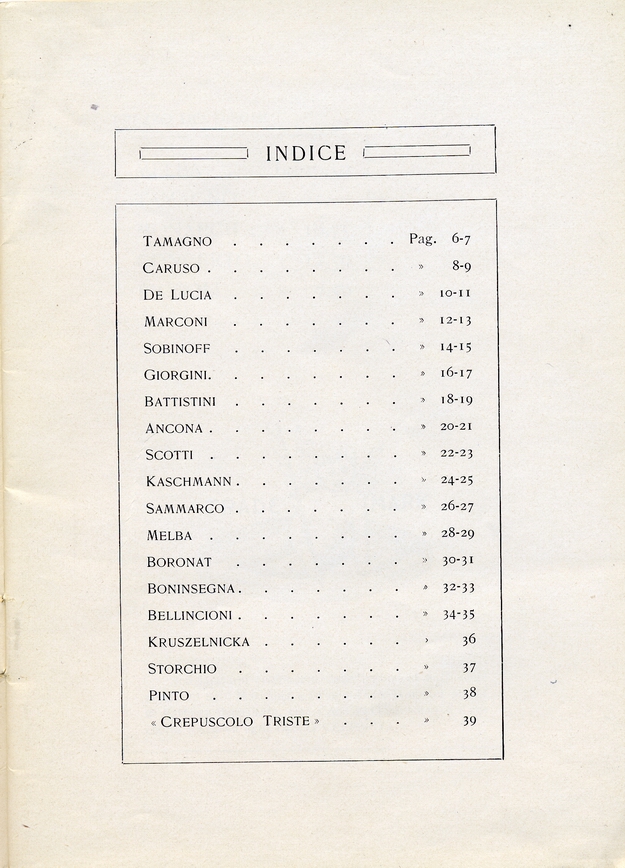 INDICE
TAMAGNO . . . . . . . Pag. 6-7
CARUSO . . . . . . . . » 8-9
DE LUCIA . . . . . . . » 10-11
MARCONI . . . . . . . » 12-13
SOBINOFF . . . . . . . » 14-15
GIORGINI. . . . . . . . » 16-17
BATTISTINI . . . . . . . » 18-19
ANCONA . . . . . . . . » 20-21
SCOTTI . . . . . . . . » 22-23
KASCHMANN . . . . . . . » 24-25
SAMMARCO . . . . . . . » 26-27
MELBA . . . . . . . . » 28-29
BORONAT . . . . . . . » 30-31
BONINSEGNA . . . . . . . » 32-33
BELLINCIONI . . . . . . . » 34-35
KRUSZELNICKA . . . . . . » 36
STORCHIO . . . . . . . » 37
PINTO . . . . . . . . » 38
« CREPUSCOLO TRISTE » . . . » 39